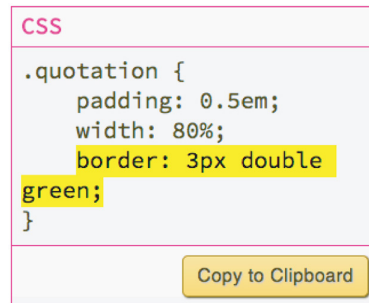 CSS
.quotation {
    padding: 0.5em;
    width: 80%;
    border: 3px double
green;
}
Copy to Clipboard